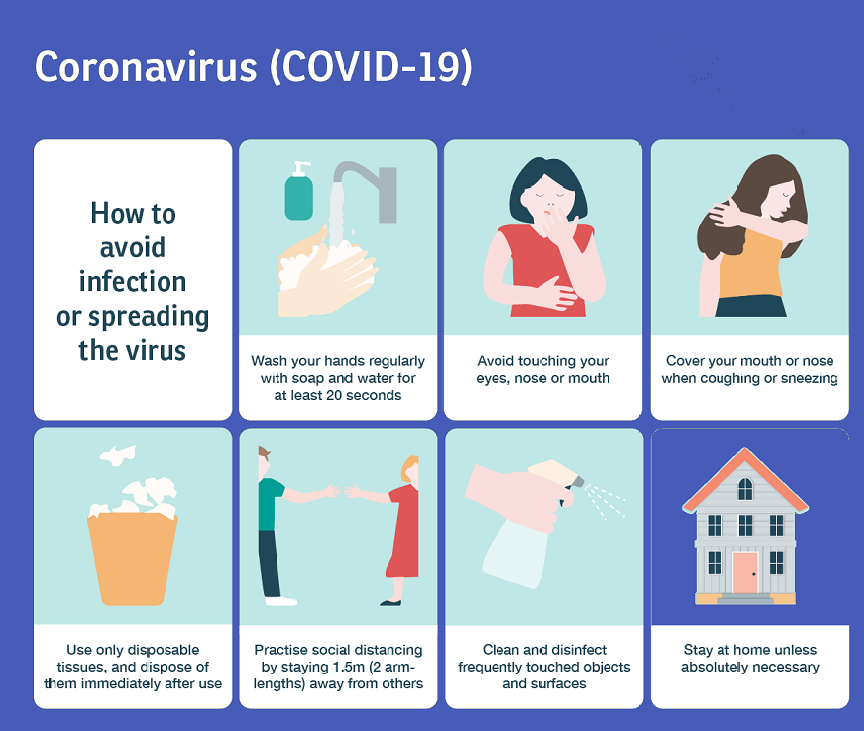 Coronavirus (COVID-19)
How to
avoid
infection
or spreading
the virus
Wash your hands regularly
with soap and water for
at least 20 seconds
Avoid touching your
eyes, nose or mouth
Cover your mouth or nose
when coughing or sneezing
Use only disposable
tissues, and dispose of
them immediately after use
Practise social distancing
by staying 1.5m (2 arm-
lengths) away from others
Clean and disinfect
frequently touched objects
and surfaces
Stay at home unless
absolutely necessary